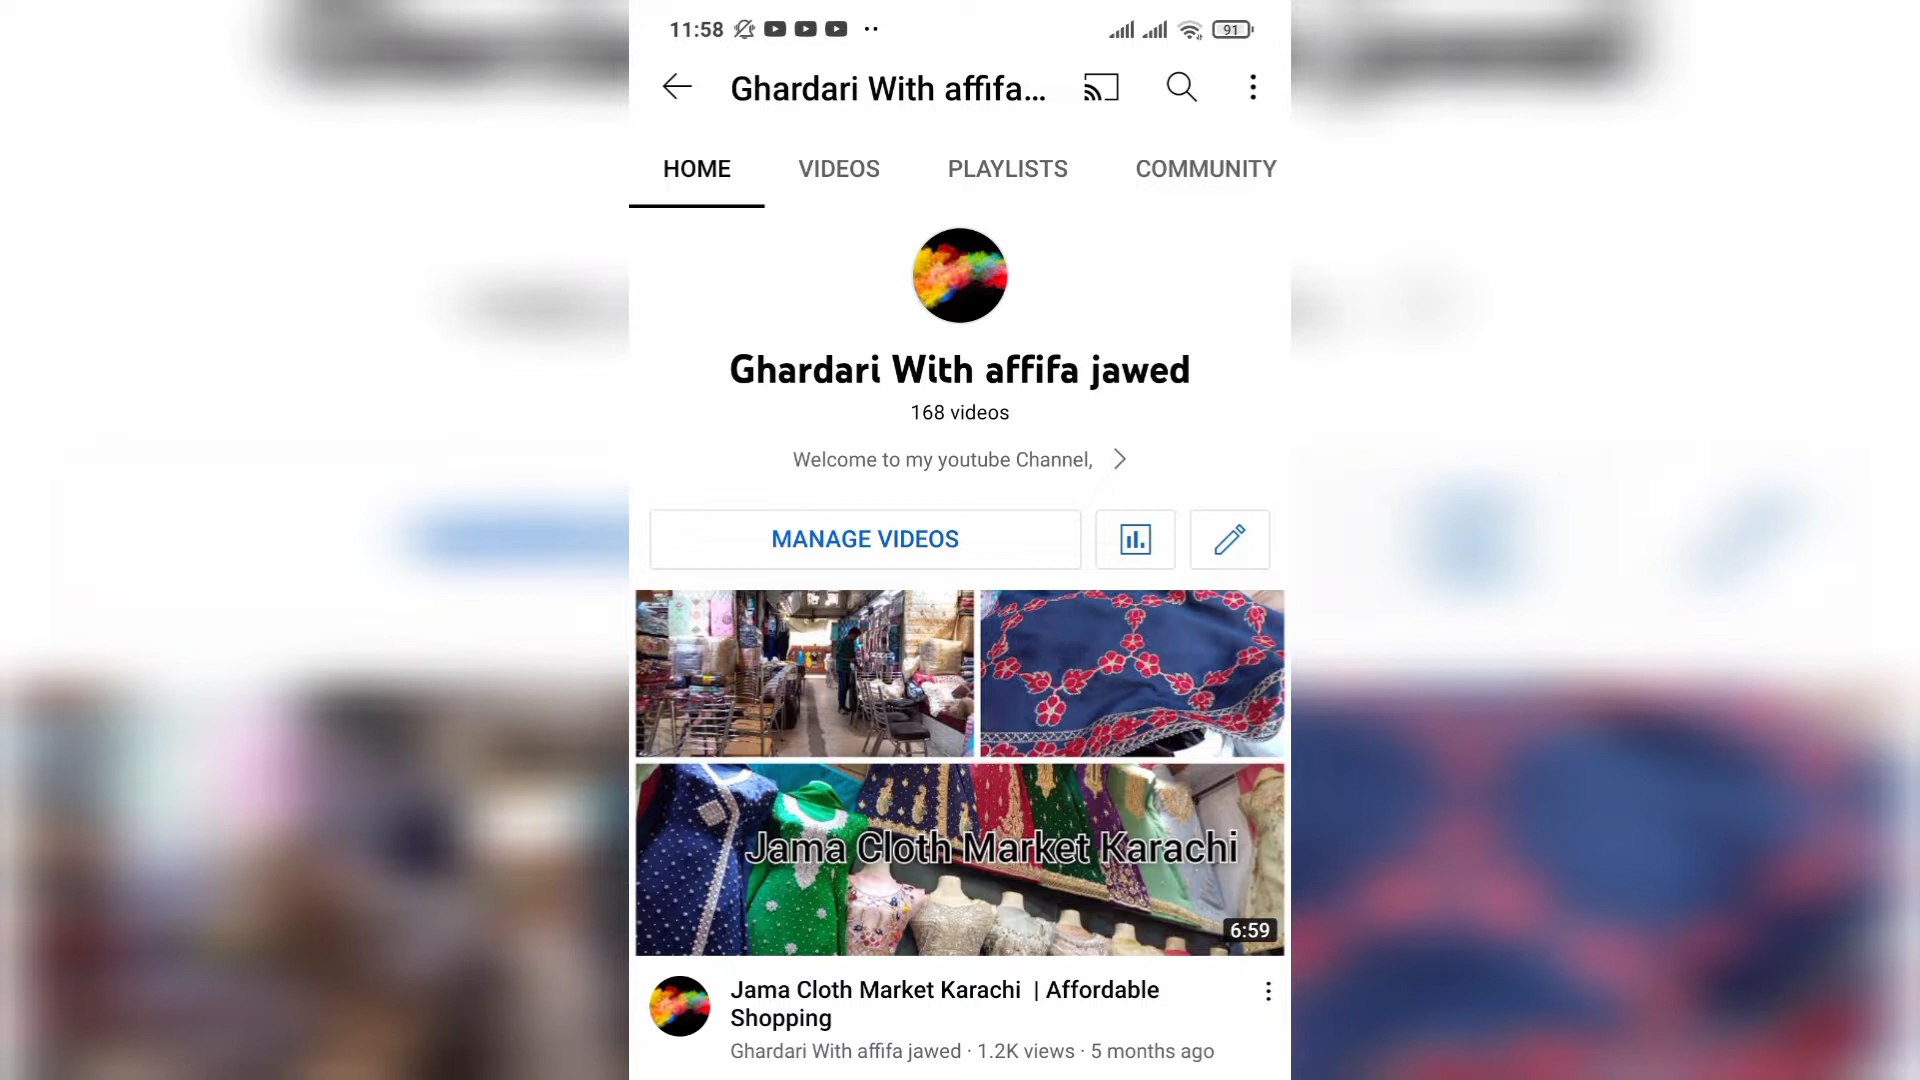 11:58
91
Ghardari With affifa...
HOME VIDEOS PLAYLISTS COMMUNITY
Ghardari With affifa jawed
168 videos
Welcome to my youtube Channel,
MANAGE VIDEOS
Jama Cloth Market Karachi
6:59
Jama Cloth Market Karachi | Affordable
Shopping
Ghardari With affifa jawed · 1.2K views · 5 months ago